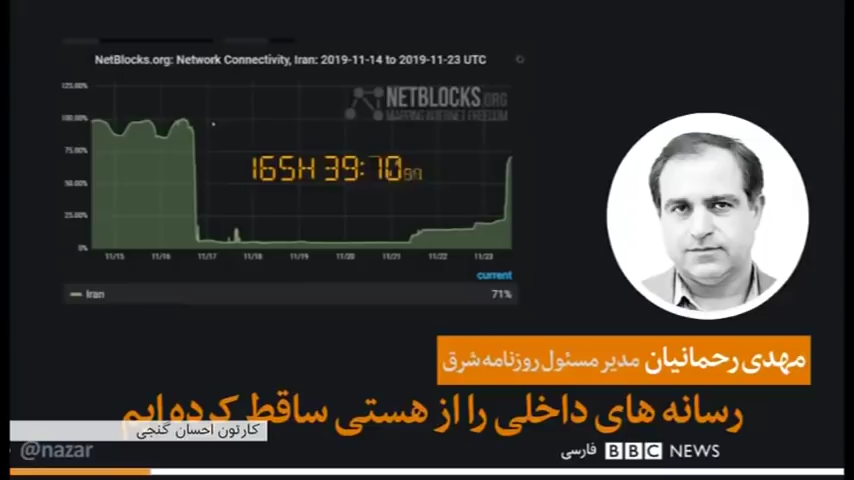 NetBlocks.org: Network Connectivity, Iran: 2019-11-14 to 2019-11-23 UTC
NETBLOCKS.ORG
MAPPING INTERNET FREEDOM
125.00%
100.00%
75.00%
50.00%
25.00%
0%
165H 39:70
11/15 11/16 11/17 11/18 11/19 11/20 11/21 11/22 11/23
current
Iran 71%
مهدی رحمانیان مدیر مسئول روزنامه شرق
رسانه های داخلی را از هستی ساقط کرده ایم
کارتون احسان گنجی
@nazar
BBC NEWS فارسی